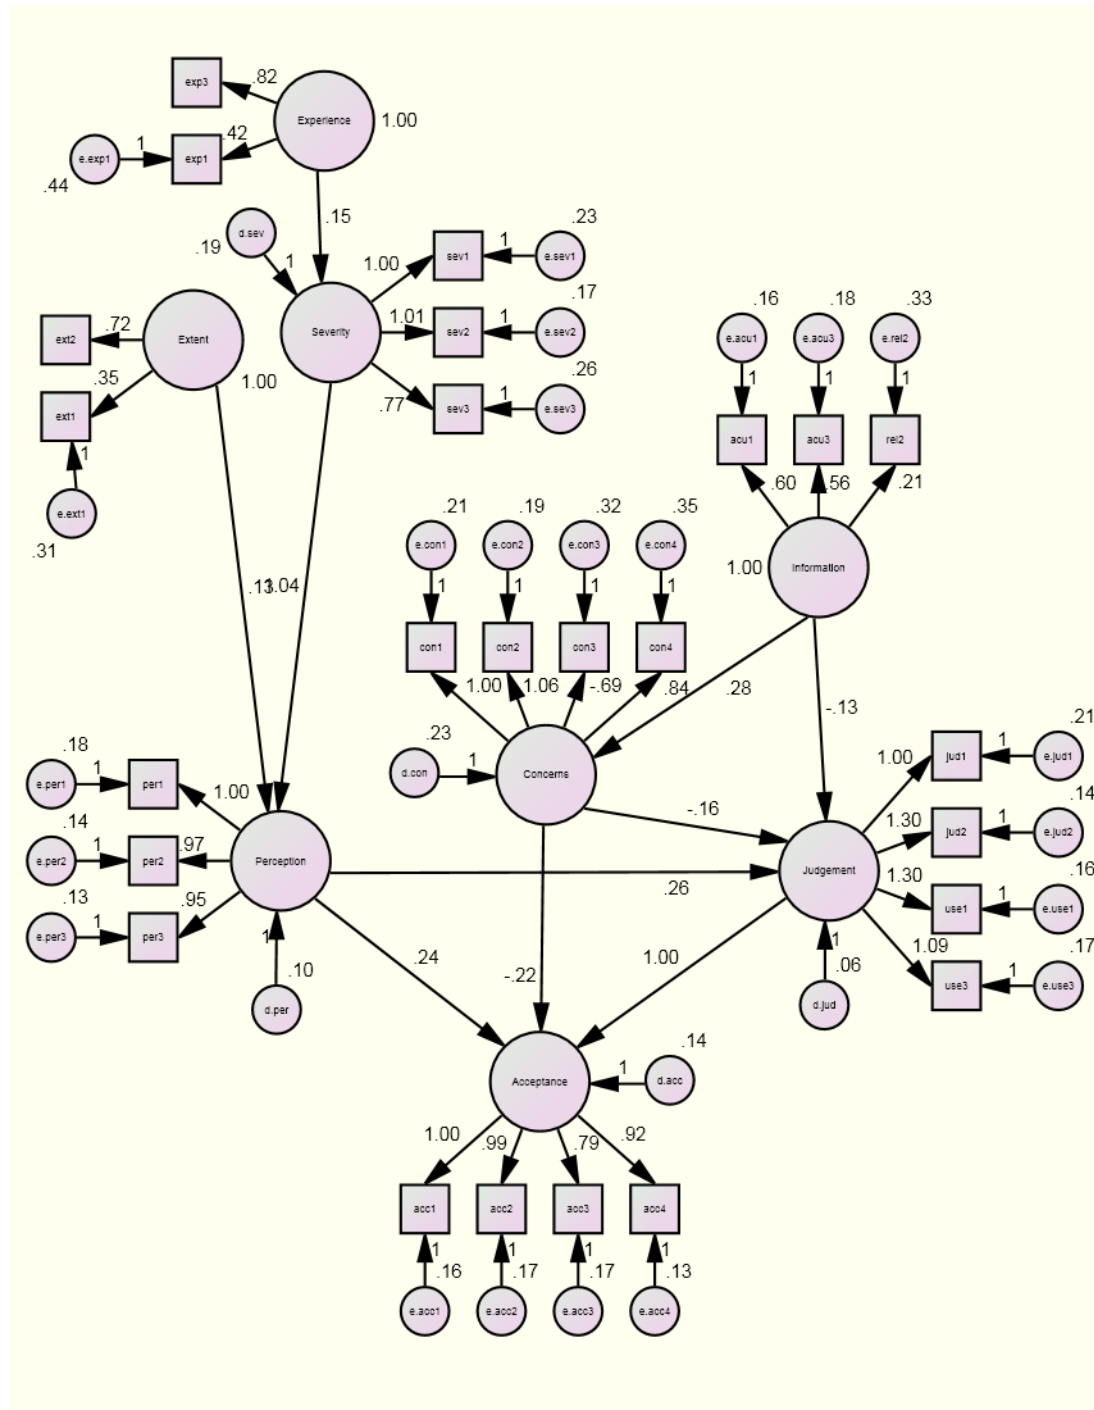 exp3
.82
Experience
1.00
e.exp1
1
exp1
.42
.44
.15
d.sev
.19
1
.23
sev1
1
e.sev1
1.00
.17
Severity
1.01
sev2
1
e.sev2
.26
.77
sev3
1
e.sev3
ext2
.72
Extent
1.00
.35
ext1
1
e.ext1
.31
.16
.18
.33
e.acu1
e.acu3
e.rel2
1
1
1
acu1
acu3
rel2
.60
.56
.21
1.00
Information
.13
1.04
.21
.19
.32
.35
e.con1
e.con2
e.con3
e.con4
1
1
1
1
con1
con2
con3
con4
1.00
1.06
-.69
.84
.28
-.13
.23
d.con
1
Concerns
-.16
.21
1.00
jud1
1
e.jud1
.14
1.30
jud2
1
e.jud2
Judgement
.16
1.30
use1
1
e.use1
.17
1.09
use3
1
e.use3
1
.06
d.jud
.18
e.per1
1
per1
1.00
.14
e.per2
1
per2
.97
Perception
.26
.13
e.per3
1
per3
.95
1
.10
d.per
.24
-.22
1.00
Acceptance
1
d.acc
.14
1.00
.99
.79
.92
acc1
acc2
acc3
acc4
1
1
1
1
.16
.17
.17
.13
e.acc1
e.acc2
e.acc3
e.acc4